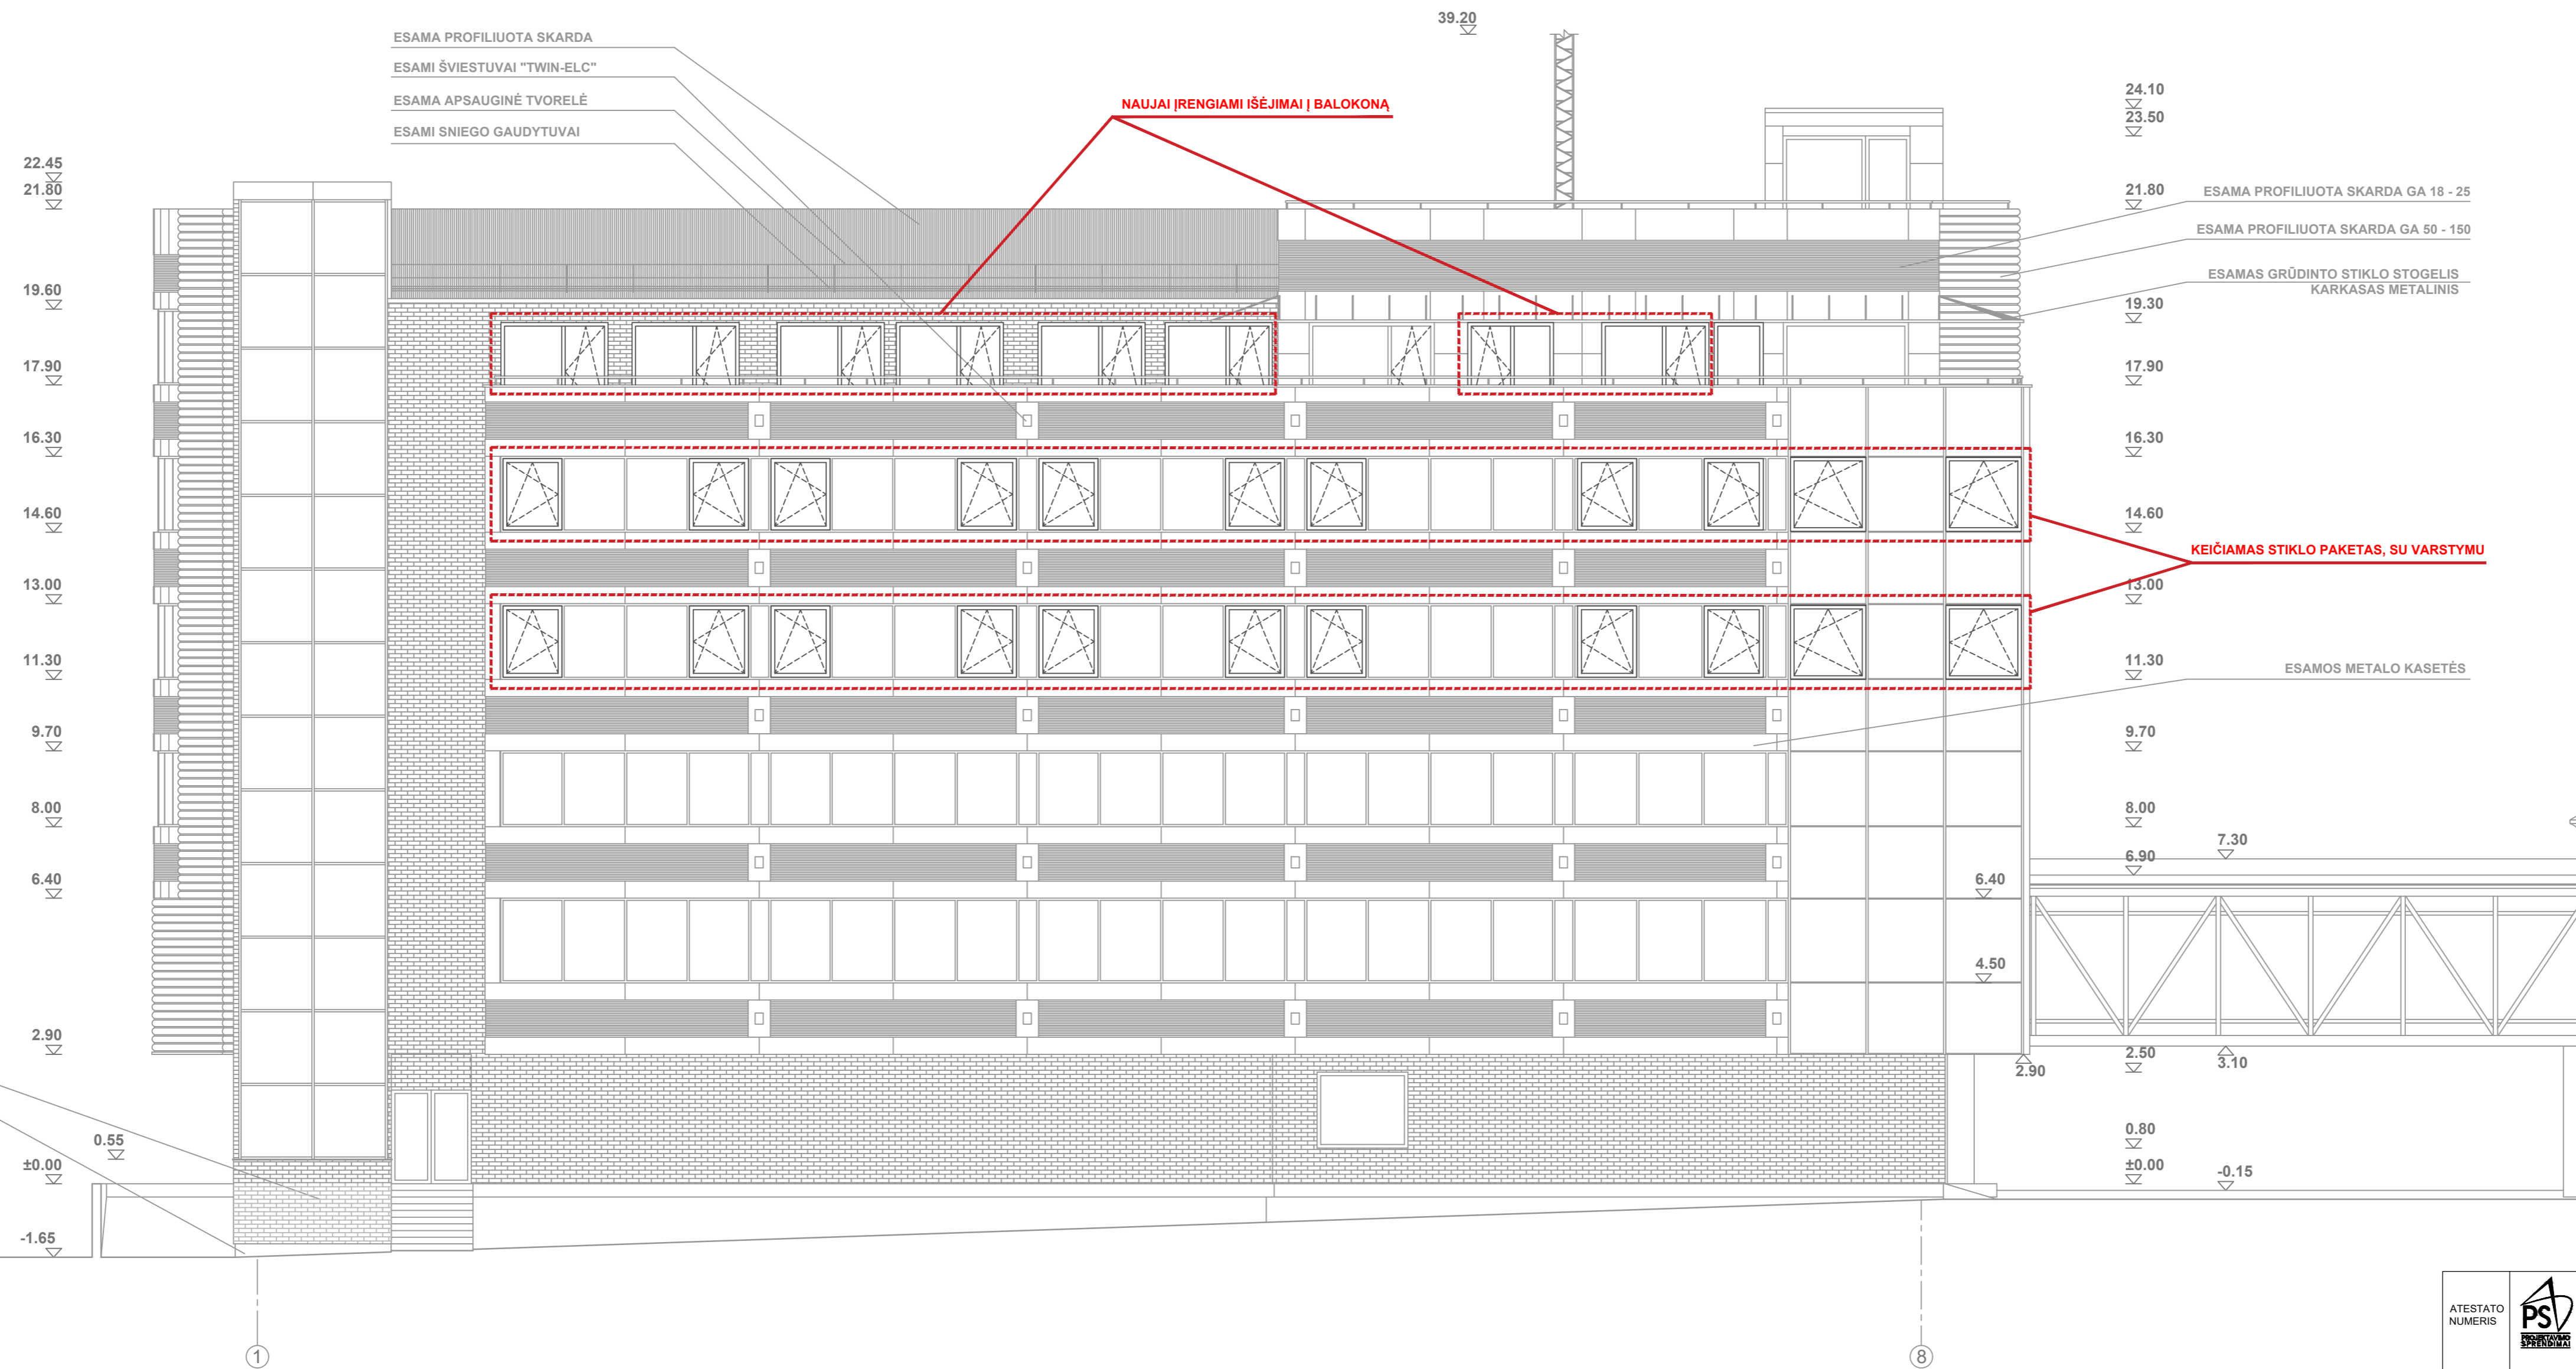 39.20
ESAMA PROFILIUOTA SKARDA
ESAMI ŠVIESTUVAI "TWIN-ELC"
ESAMA APSAUGINĖ TVORELĖ
ESAMI SNIEGO GAUDYTUVAI
NAUJAI ĮRENGIAMI IŠĖJIMAI Į BALOKONĄ
22.45
21.80
19.60
17.90
16.30
14.60
13.00
11.30
9.70
8.00
6.40
2.90
0.55
±0.00
-1.65
24.10
23.50
21.80
ESAMA PROFILIUOTA SKARDA GA 18 - 25
ESAMA PROFILIUOTA SKARDA GA 50 - 150
ESAMAS GRŪDINTO STIKLO STOGELIS
KARKASAS METALINIS
19.30
17.90
16.30
14.60
KEIČIAMAS STIKLO PAKETAS, SU VARSTYMU
13.00
11.30
ESAMOS METALO KASETĖS
9.70
8.00
7.30
6.90
6.40
4.50
2.50
3.10
2.90
0.80
±0.00
-0.15
1
8
ATESTATO
NUMERIS
PS
PROJEKTAVIMO
SPRENDIMAI